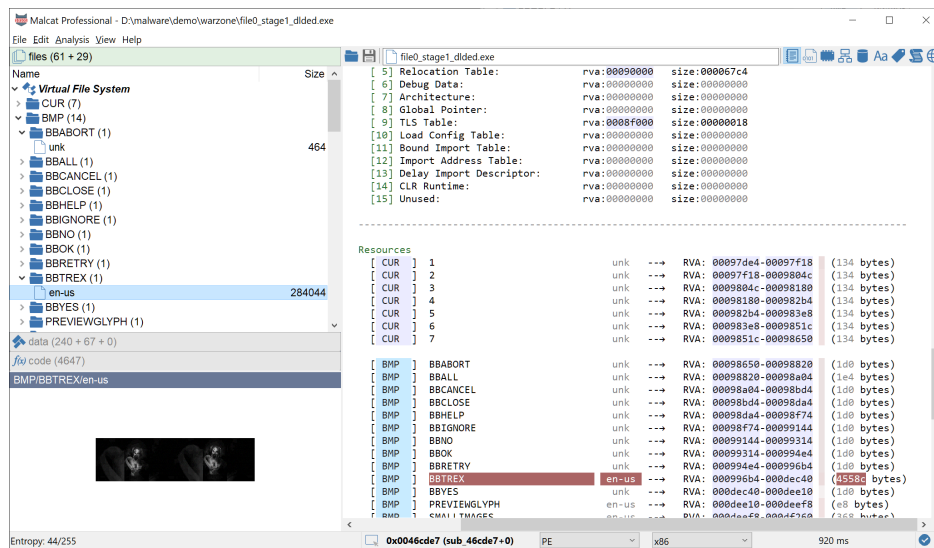 Malcat Professional - D:\malware\demo\warzone\file0_stage1_dlded.exe
File Edit Analysis View Help
files (61 + 29)
file0_stage1_dlded.exe
Name Size
Virtual File System
CUR (7)
BMP (14)
BBABORT (1)
unk 464
BBALL (1)
BBCANCEL (1)
BBCLOSE (1)
BBHELP (1)
BBIGNORE (1)
BBNO (1)
BBOK (1)
BBRETRY (1)
BBTREX (1)
en-us 284044
BBYES (1)
PREVIEWGLYPH (1)
data (240 + 67 + 0)
f(x) code (4647)
BMP/BBTREX/en-us
[ 5] Relocation Table: rva:00090000 size:000067c4
[ 6] Debug Data: rva:00000000 size:00000000
[ 7] Architecture: rva:00000000 size:00000000
[ 8] Global Pointer: rva:00000000 size:00000000
[ 9] TLS Table: rva:0008f000 size:00000018
[10] Load Config Table: rva:00000000 size:00000000
[11] Bound Import Table: rva:00000000 size:00000000
[12] Import Address Table: rva:00000000 size:00000000
[13] Delay Import Descriptor: rva:00000000 size:00000000
[14] CLR Runtime: rva:00000000 size:00000000
[15] Unused: rva:00000000 size:00000000
Resources
[ CUR ] 1 unk --→ RVA: 00097de4-00097f18 (134 bytes)
[ CUR ] 2 unk --→ RVA: 00097f18-0009804c (134 bytes)
[ CUR ] 3 unk --→ RVA: 0009804c-00098180 (134 bytes)
[ CUR ] 4 unk --→ RVA: 00098180-000982b4 (134 bytes)
[ CUR ] 5 unk --→ RVA: 000982b4-000983e8 (134 bytes)
[ CUR ] 6 unk --→ RVA: 000983e8-0009851c (134 bytes)
[ CUR ] 7 unk --→ RVA: 0009851c-00098650 (134 bytes)
[ BMP ] BBABORT unk --→ RVA: 00098650-00098820 (1d0 bytes)
[ BMP ] BBALL unk --→ RVA: 00098820-00098a04 (1e4 bytes)
[ BMP ] BBCANCEL unk --→ RVA: 00098a04-00098bd4 (1d0 bytes)
[ BMP ] BBCLOSE unk --→ RVA: 00098bd4-00098da4 (1d0 bytes)
[ BMP ] BBHELP unk --→ RVA: 00098da4-00098f74 (1d0 bytes)
[ BMP ] BBIGNORE unk --→ RVA: 00098f74-00099144 (1d0 bytes)
[ BMP ] BBNO unk --→ RVA: 00099144-00099314 (1d0 bytes)
[ BMP ] BBOK unk --→ RVA: 00099314-000994e4 (1d0 bytes)
[ BMP ] BBRETRY unk --→ RVA: 000994e4-000996b4 (1d0 bytes)
[ BMP ] BBTREX en-us --→ RVA: 000996b4-000dec40 (4558c bytes)
[ BMP ] BBYES unk --→ RVA: 000dec40-000dee10 (1d0 bytes)
[ BMP ] PREVIEWGLYPH en-us --→ RVA: 000dee10-000deef8 (e8 bytes)
[ BMP ] SMALLIMAGES en-us --→ RVA: 000deef8-000df260 (368 bytes)
Entropy: 44/255
0x0046cde7 (sub_46cde7+0) PE x86 920 ms